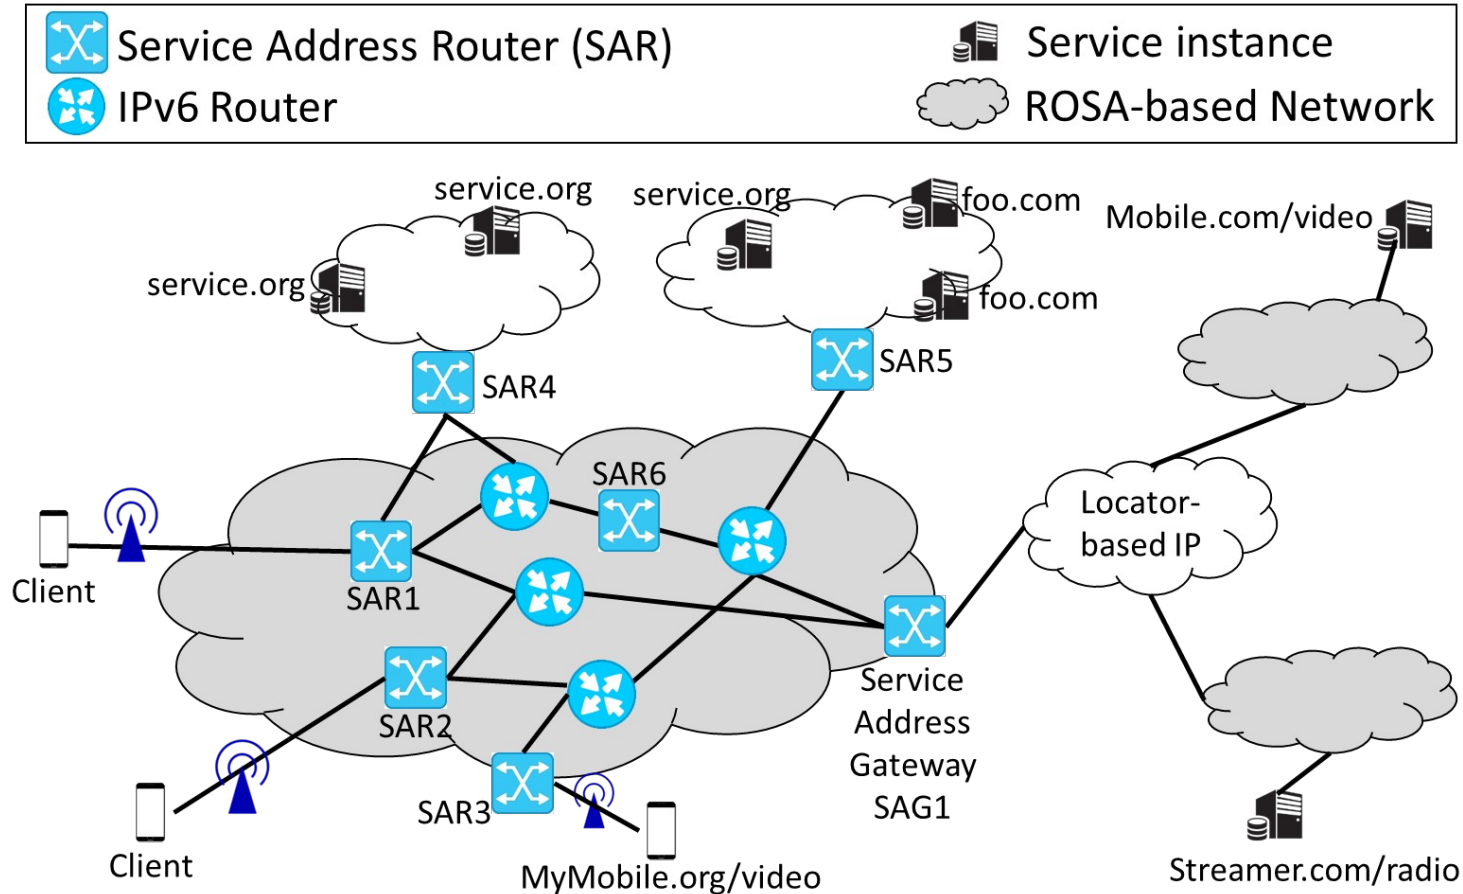 Service Address Router (SAR)
Service instance
IPv6 Router
ROSA-based Network
service.org
service.org
foo.com
Mobile.com/video
service.org
foo.com
SAR4
SAR5
SAR6
Locator-
based IP
Client
SAR1
Service
Address
Gateway
SAG1
SAR2
SAR3
Client
MyMobile.org/video
Streamer.com/radio